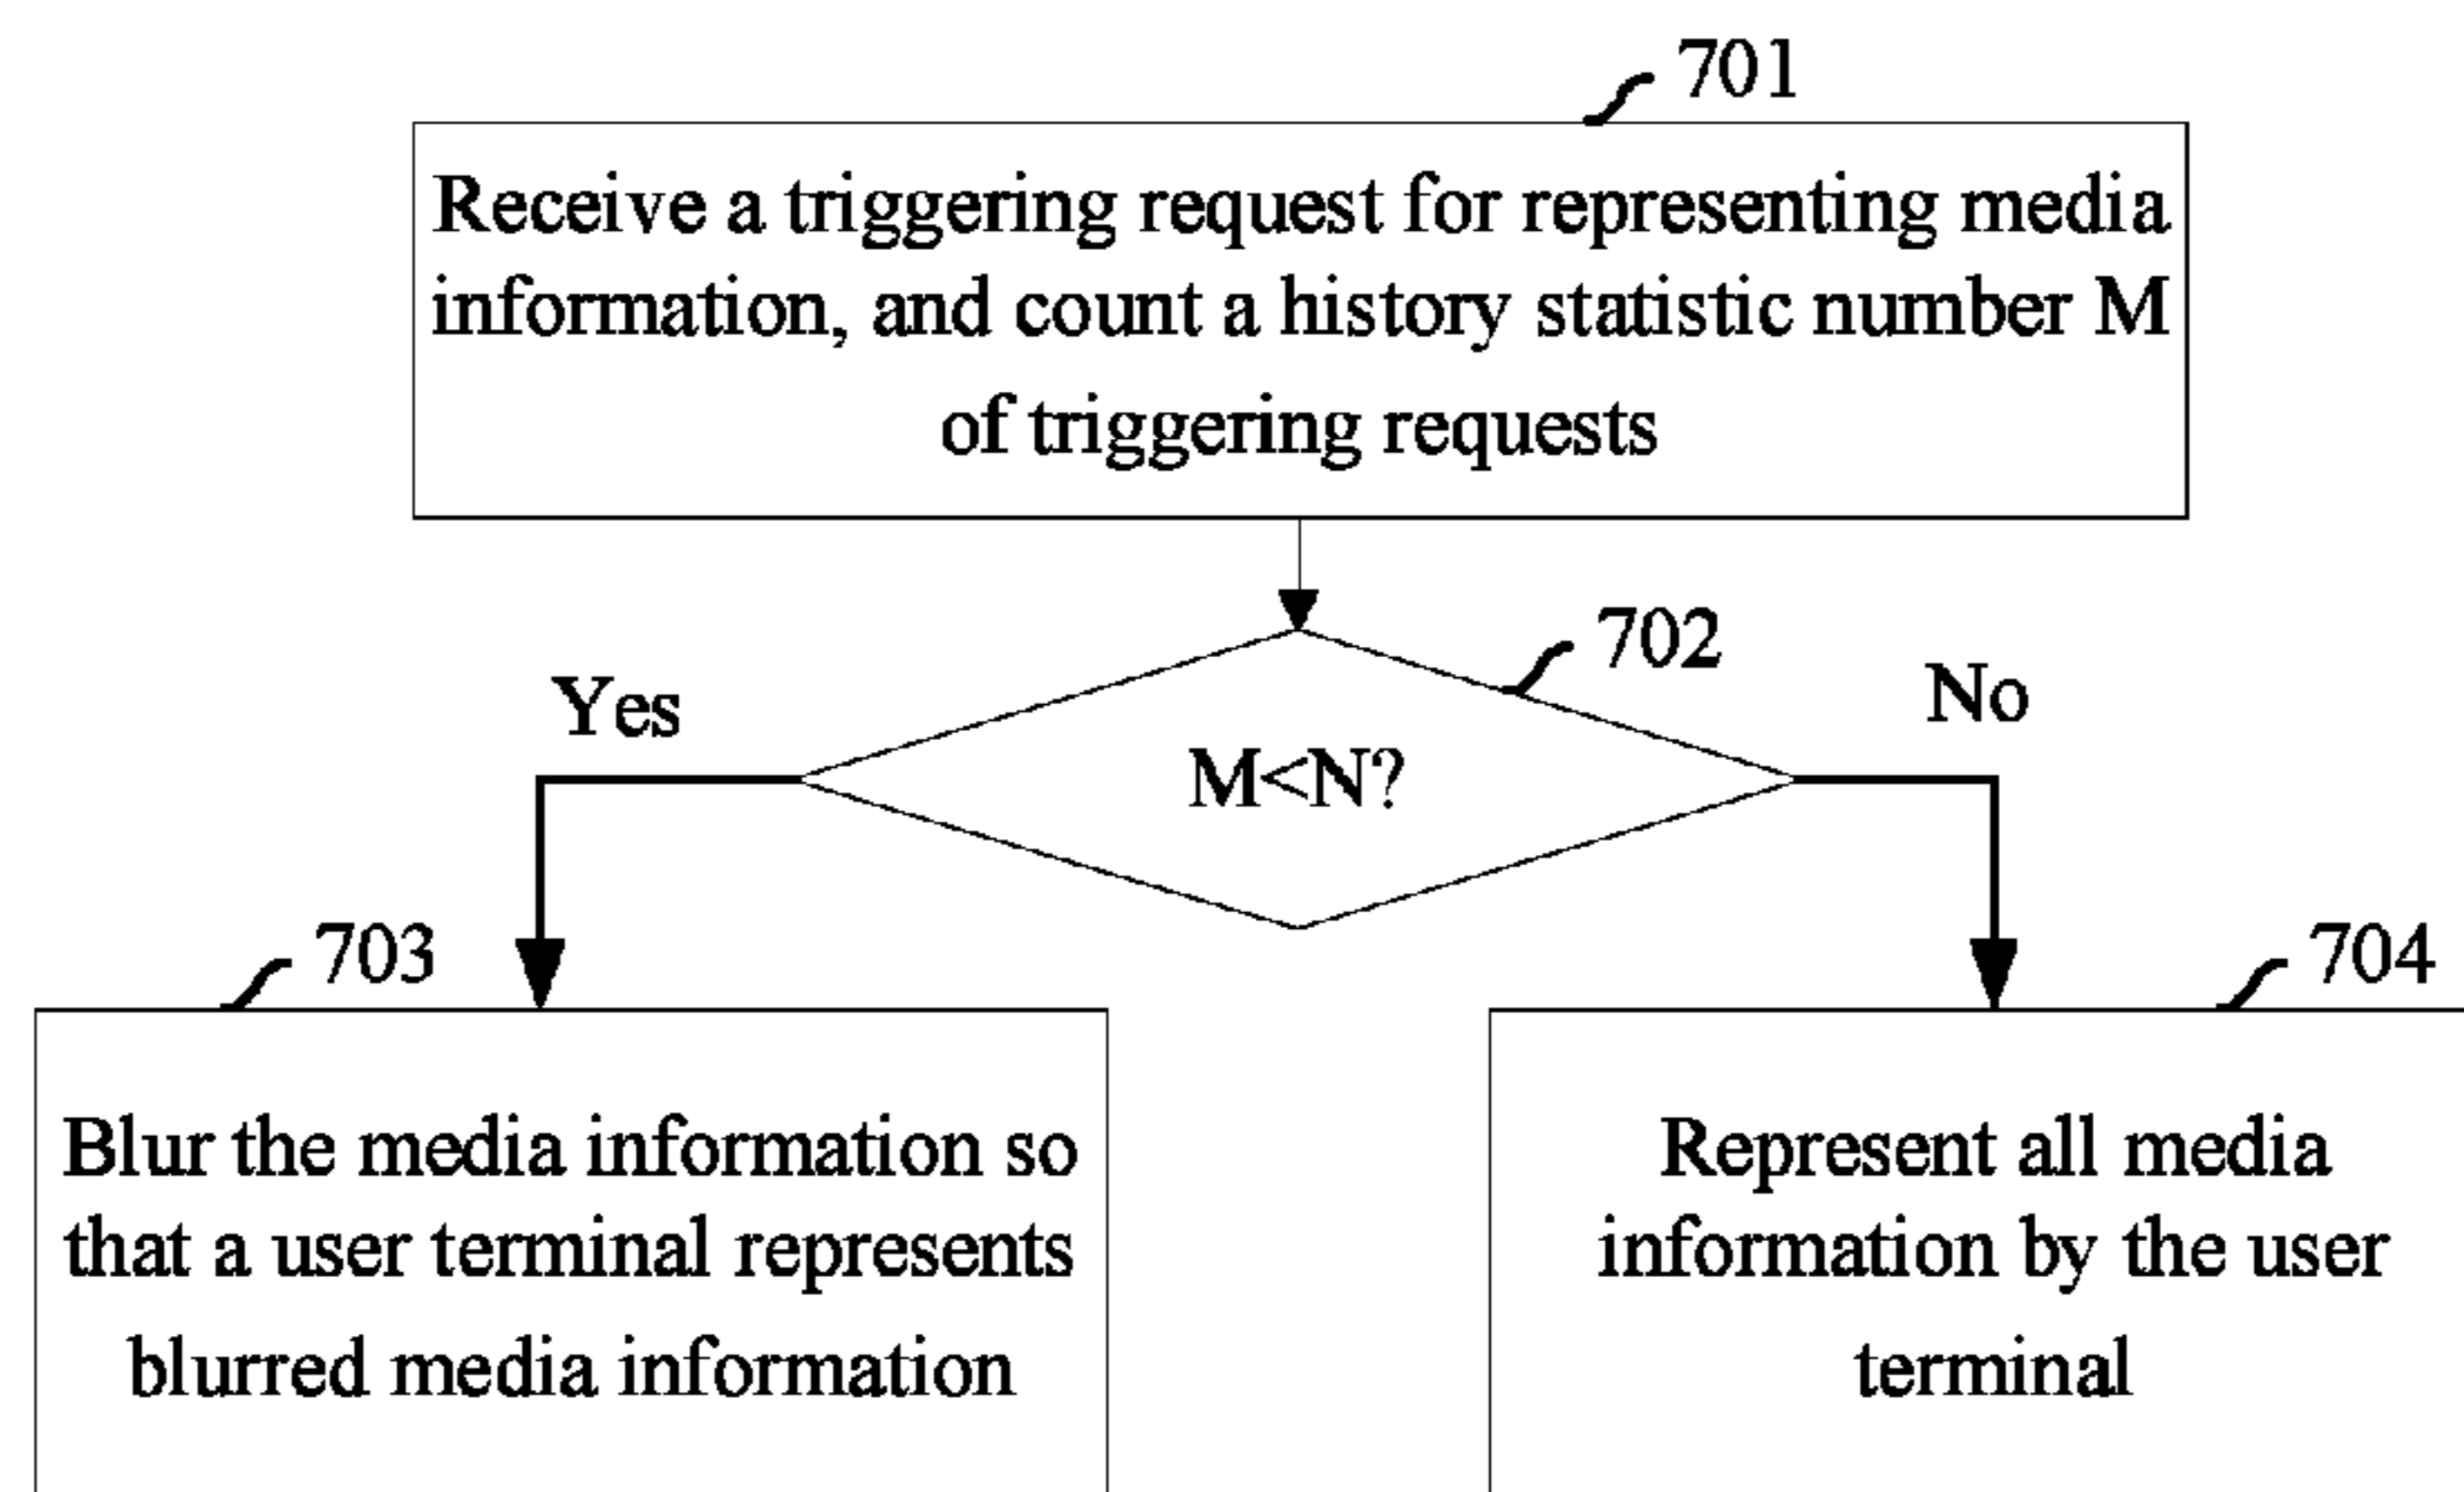 701
Receive a triggering request for representing media
information, and count a history statistic number M
of triggering requests
702
Yes
No
M<N?
703
704
Blur the media information so
that a user terminal represents
blurred media information
Represent all media
information by the user
terminal